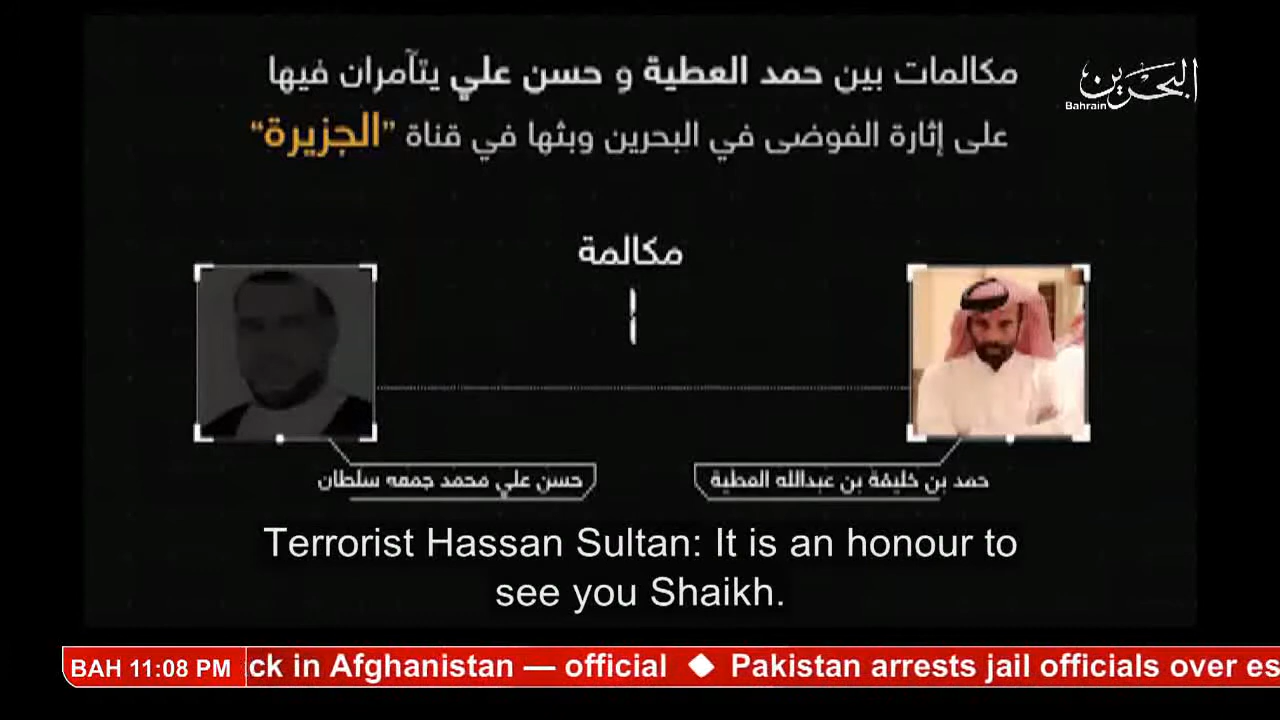 مكالمات بين حمد العطية و حسن علي يتآمران فيها
على إثارة الفوضى في البحرين وبثها في قناة "الجزيرة"
البحرين
Bahrain
مكالمة
1
حمد بن خليفة بن عبدالله العطية
حسن علي محمد جمعه سلطان
Terrorist Hassan Sultan: It is an honour to
see you Shaikh.
BAH 11:08 PM ck in Afghanistan — official ◆ Pakistan arrests jail officials over es